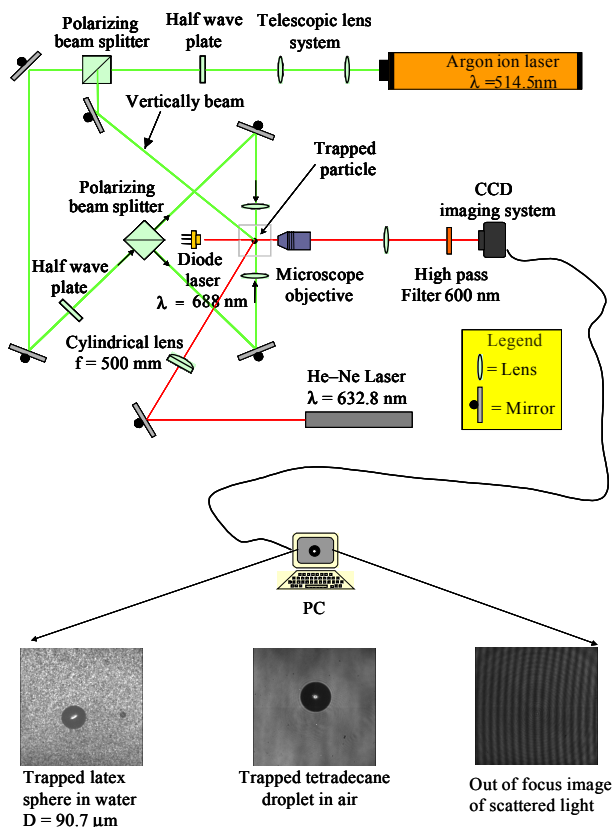 Polarizing
beam splitter
Half wave
plate
Telescopic lens
system
Argon ion laser
λ =514.5nm
Vertically beam
Trapped
particle
Polarizing
beam splitter
CCD
imaging system
Half wave
plate
Diode
laser
λ = 688 nm
Microscope
objective
High pass
Filter 600 nm
Cylindrical lens
f = 500 mm
He–Ne Laser
λ = 632.8 nm
Legend
= Lens
= Mirror
PC
Trapped latex
sphere in water
D = 90.7 μm
Trapped tetradecane
droplet in air
Out of focus image
of scattered light